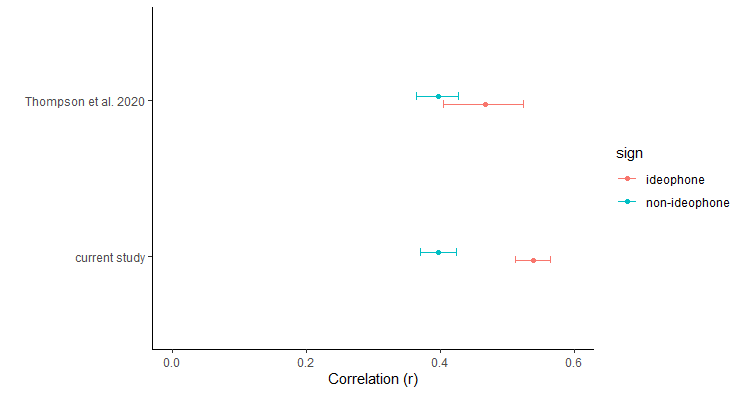 Thompson et al. 2020
current study
0.0
0.2
0.4
0.6
Correlation (r)
sign
ideophone
non-ideophone